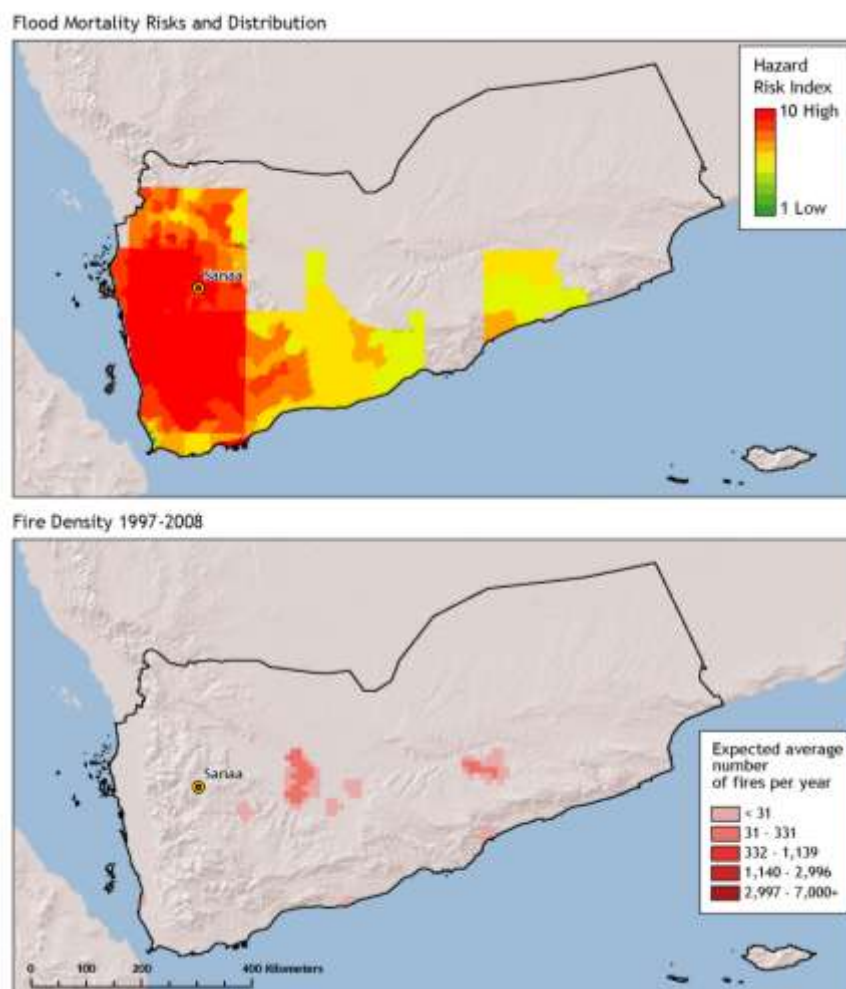 Flood Mortality Risks and Distribution
Hazard
Risk Index
10 High
1 Low
Sanaa
Fire Density 1997-2008
Sanaa
Expected average
number
of fires per year
< 31
31 - 331
332 - 1,139
1,140 - 2,996
2,997 - 7,000+
0 100 200 400 Kilometers